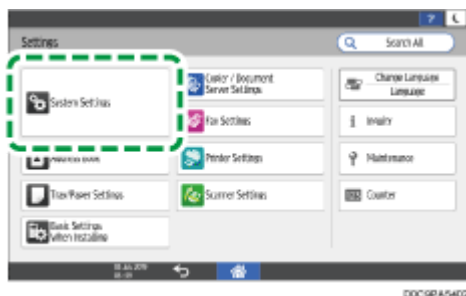 ?
Settings
Search All
System Settings
Copier / Document
Server Settings
Change Language
Language
Fax Settings
Inquiry
Address Book
Printer Settings
Maintenance
Tray/Paper Settings
Scanner Settings
Counter
Basic Settings
When Installing